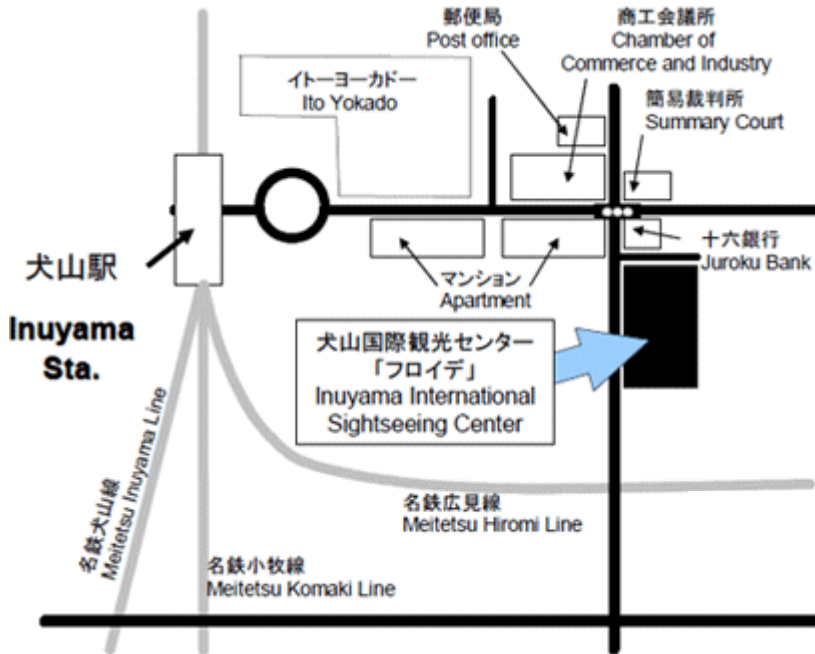 郵便局
Post office
商工会議所
Chamber of
Commerce and Industry
イトーヨーカドー
Ito Yokado
簡易裁判所
Summary Court
犬山駅
Inuyama
Sta.
マンション
Apartment
十六銀行
Juroku Bank
犬山国際観光センター
「フロイデ」
Inuyama International
Sightseeing Center
名鉄犬山線
Meitetsu Inuyama Line
名鉄小牧線
Meitetsu Komaki Line
名鉄広見線
Meitetsu Hiromi Line